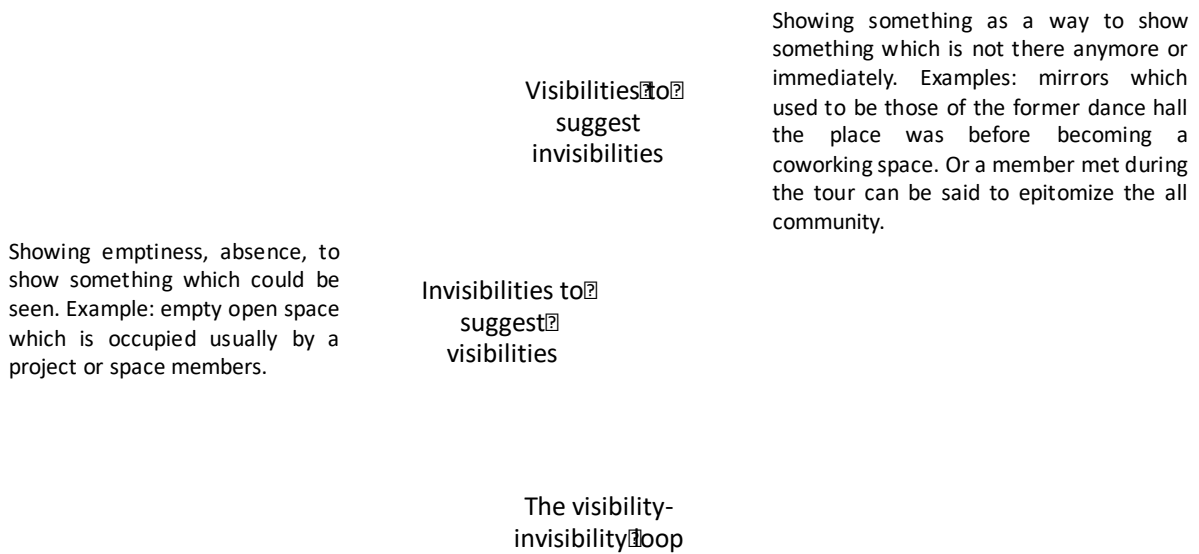 Showing something as a way to show
something which is not there anymore or
immediately. Examples: mirrors which
used to be those of the former dance hall
the place was before becoming a
coworking space. Or a member met during
the tour can be said to epitomize the all
community.
Visibilities to
suggest
invisibilities
Showing emptiness, absence, to
show something which could be
seen. Example: empty open space
which is occupied usually by a
project or space members.
Invisibilities to
suggest
visibilities
The visibility-
invisibility loop